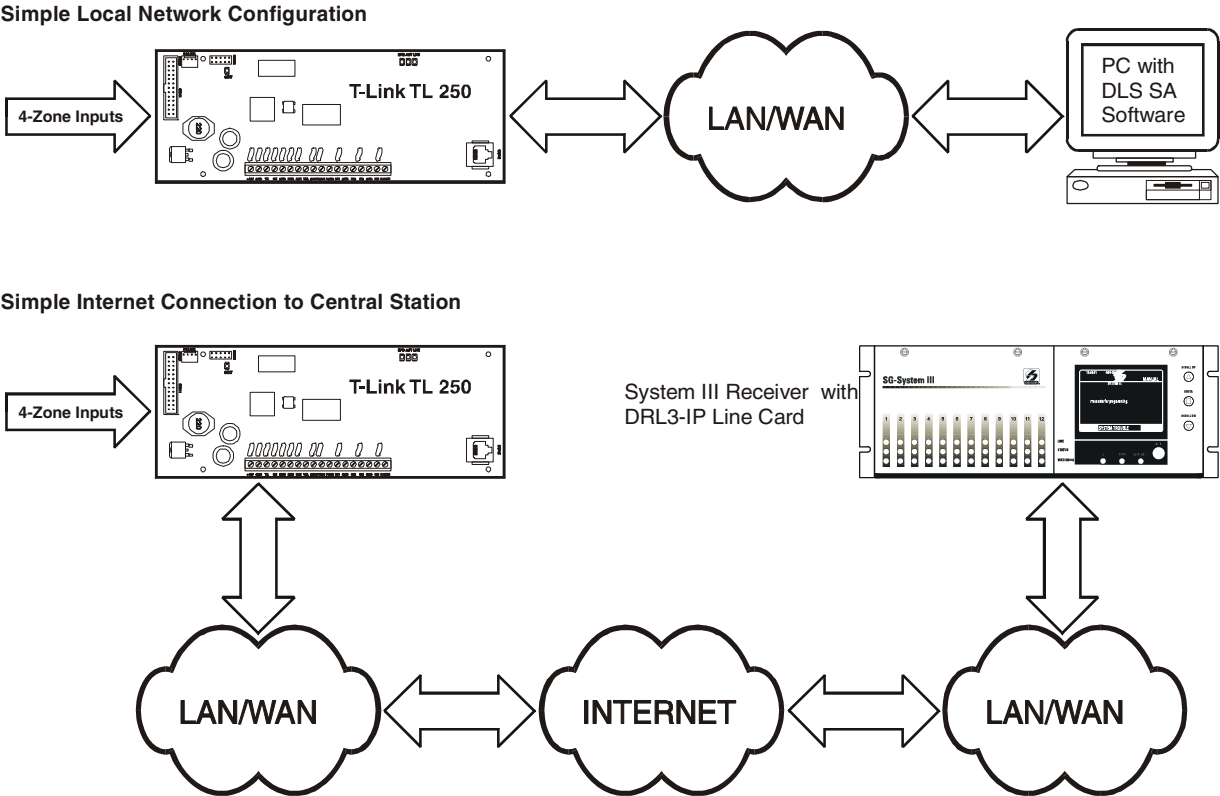 Simple Local Network Configuration
4-Zone Inputs
T-Link TL 250
LAN/WAN
PC with
DLS SA
Software
Simple Internet Connection to Central Station
4-Zone Inputs
T-Link TL 250
System III Receiver with
DRL3-IP Line Card
SG-System III
1 2 3 4 5 6 7 8 9 10 11 12
MANUAL
SYSTEM TROUBLE
LAN/WAN
INTERNET
LAN/WAN